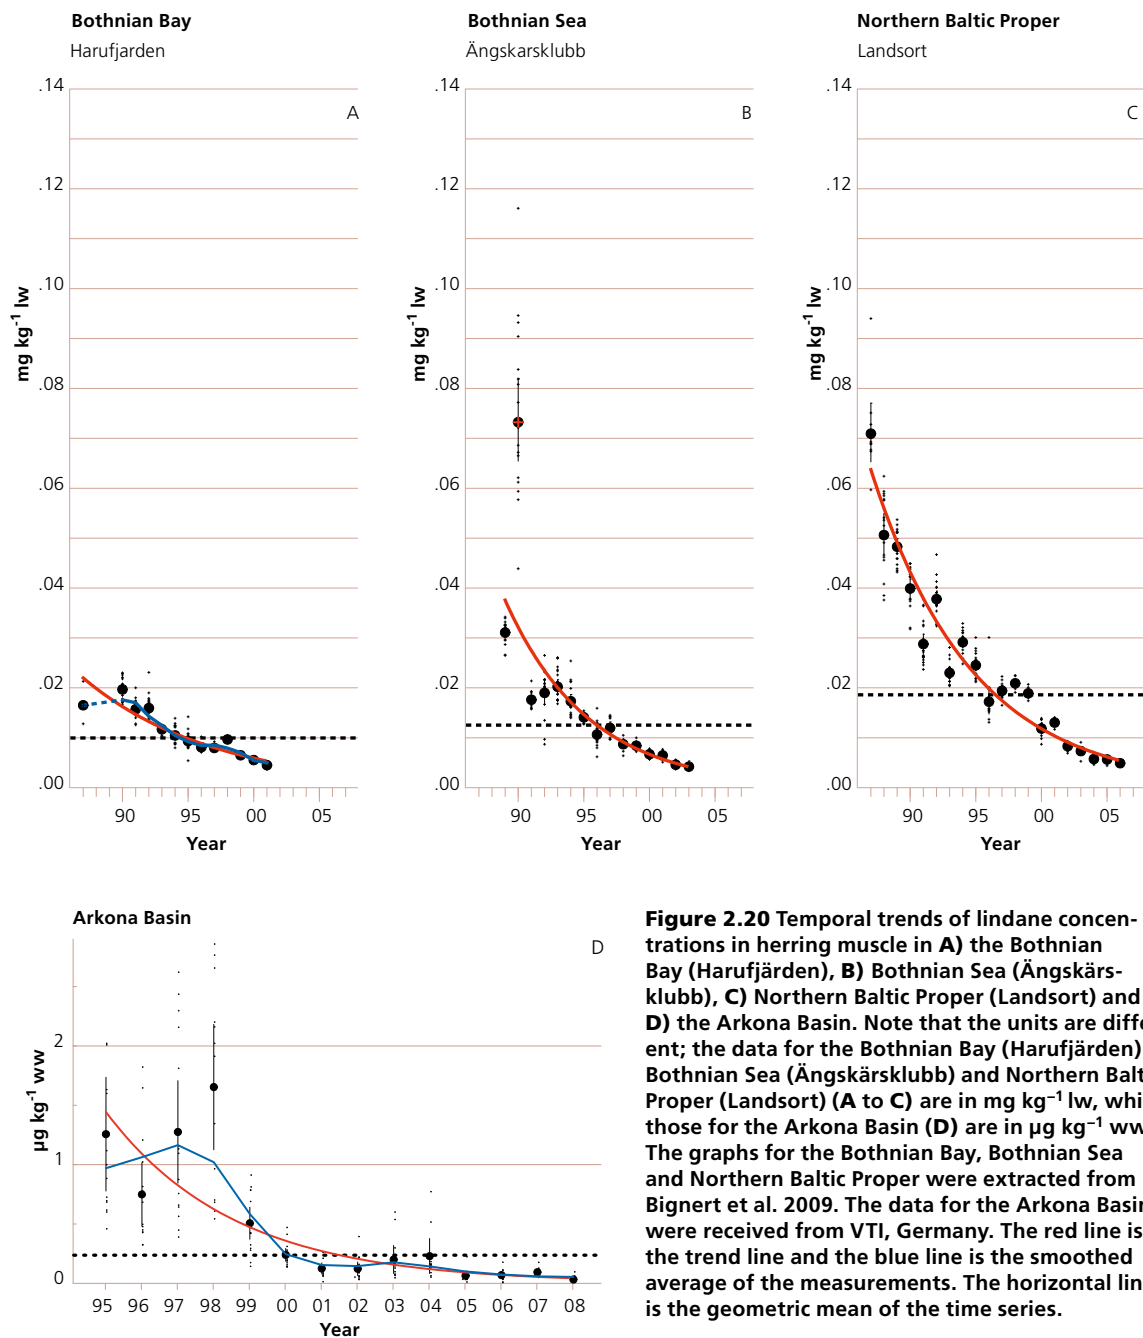 Bothnian Bay
Harufjarden
Bothnian Sea
Ängskarsklubb
Northern Baltic Proper
Landsort
.14
.12
.10
.08
.06
.04
.02
.00
mg kg⁻¹ lw
A
90 95 00 05
Year
.14
.12
.10
.08
.06
.04
.02
.00
mg kg⁻¹ lw
B
90 95 00 05
Year
.14
.12
.10
.08
.06
.04
.02
.00
mg kg⁻¹ lw
C
90 95 00 05
Year
Arkona Basin
D
2
1
0
µg kg⁻¹ ww
95 96 97 98 99 00 01 02 03 04 05 06 07 08
Year
Figure 2.20 Temporal trends of lindane concen-
trations in herring muscle in A) the Bothnian
Bay (Harufjärden), B) Bothnian Sea (Ängskärs-
klubb), C) Northern Baltic Proper (Landsort) and
D) the Arkona Basin. Note that the units are diffe
ent; the data for the Bothnian Bay (Harufjärden)
Bothnian Sea (Ängskärsklubb) and Northern Balt
Proper (Landsort) (A to C) are in mg kg⁻¹ lw, whi
those for the Arkona Basin (D) are in µg kg⁻¹ ww
The graphs for the Bothnian Bay, Bothnian Sea
and Northern Baltic Proper were extracted from
Bignert et al. 2009. The data for the Arkona Basin
were received from VTI, Germany. The red line is
the trend line and the blue line is the smoothed
average of the measurements. The horizontal lin
is the geometric mean of the time series.